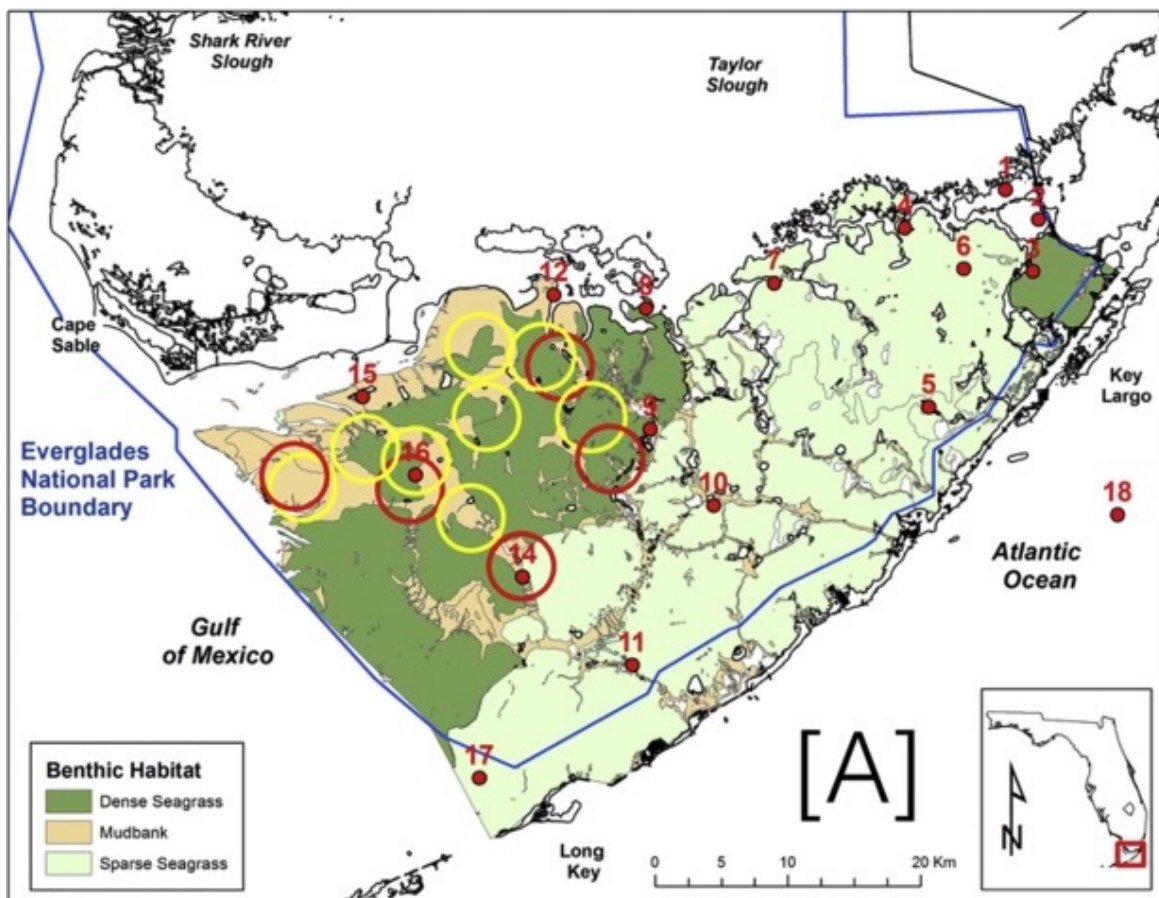 Shark River
Slough
Taylor
Slough
1
2
4
6
3
7
12
8
Cape
Sable
15
Key
Largo
5
9
Everglades
National Park
Boundary
16
10
18
14
Atlantic
Ocean
Gulf
of Mexico
11
[A]
17
Benthic Habitat
Dense Seagrass
Mudbank
Sparse Seagrass
Long
Key
0 5 10 20 Km
N